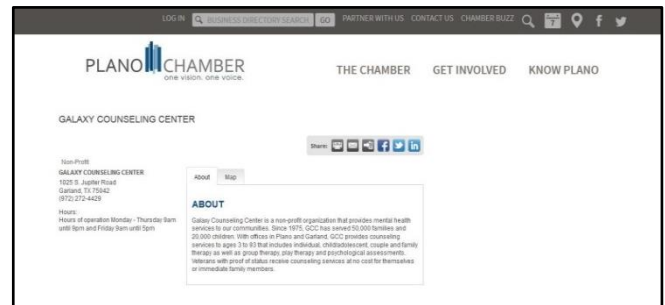 LOG IN BUSINESS DIRECTORY SEARCH GO PARTNER WITH US CONTACT US CHAMBER BUZZ 7
PLANO CHAMBER
one vision. one voice.
THE CHAMBER GET INVOLVED KNOW PLANO
GALAXY COUNSELING CENTER
Share:
Non-Profit
GALAXY COUNSELING CENTER
1025 S. Jupiter Road
Garland, TX 75042
(972) 272-4429
Hours:
Hours of operation Monday - Thursday 9am
until 9pm and Friday 9am until 5pm
About Map
ABOUT
Galaxy Counseling Center is a non-profit organization that provides mental health
services to our communities. Since 1975, GCC has served 50,000 families and
20,000 children. With offices in Plano and Garland, GCC provides counseling
services to ages 3 to 83 that includes individual, child/adolescent, couple and family
therapy as well as group therapy, play therapy and psychological assessments.
Veterans with proof of status receive counseling services at no cost for themselves
or immediate family members.